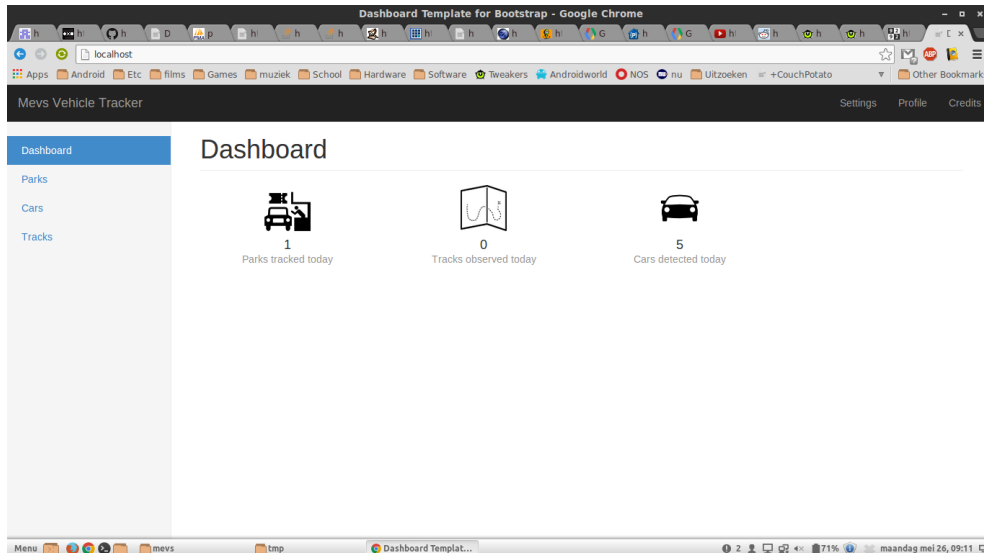 Dashboard Template for Bootstrap - Google Chrome
h h h D p h h h h h h h h G h G h h h h h D
localhost
Apps Android Etc films Games muziek School Hardware Software Tweakers Androidworld NOS nu Uitzoeken +CouchPotato Other Bookmark
Mevs Vehicle Tracker Settings Profile Credits
Dashboard
Parks
Cars
Tracks
Dashboard
1
Parks tracked today
0
Tracks observed today
5
Cars detected today
Menu mevs tmp Dashboard Templat... 2 71% maandag mei 26, 09:11